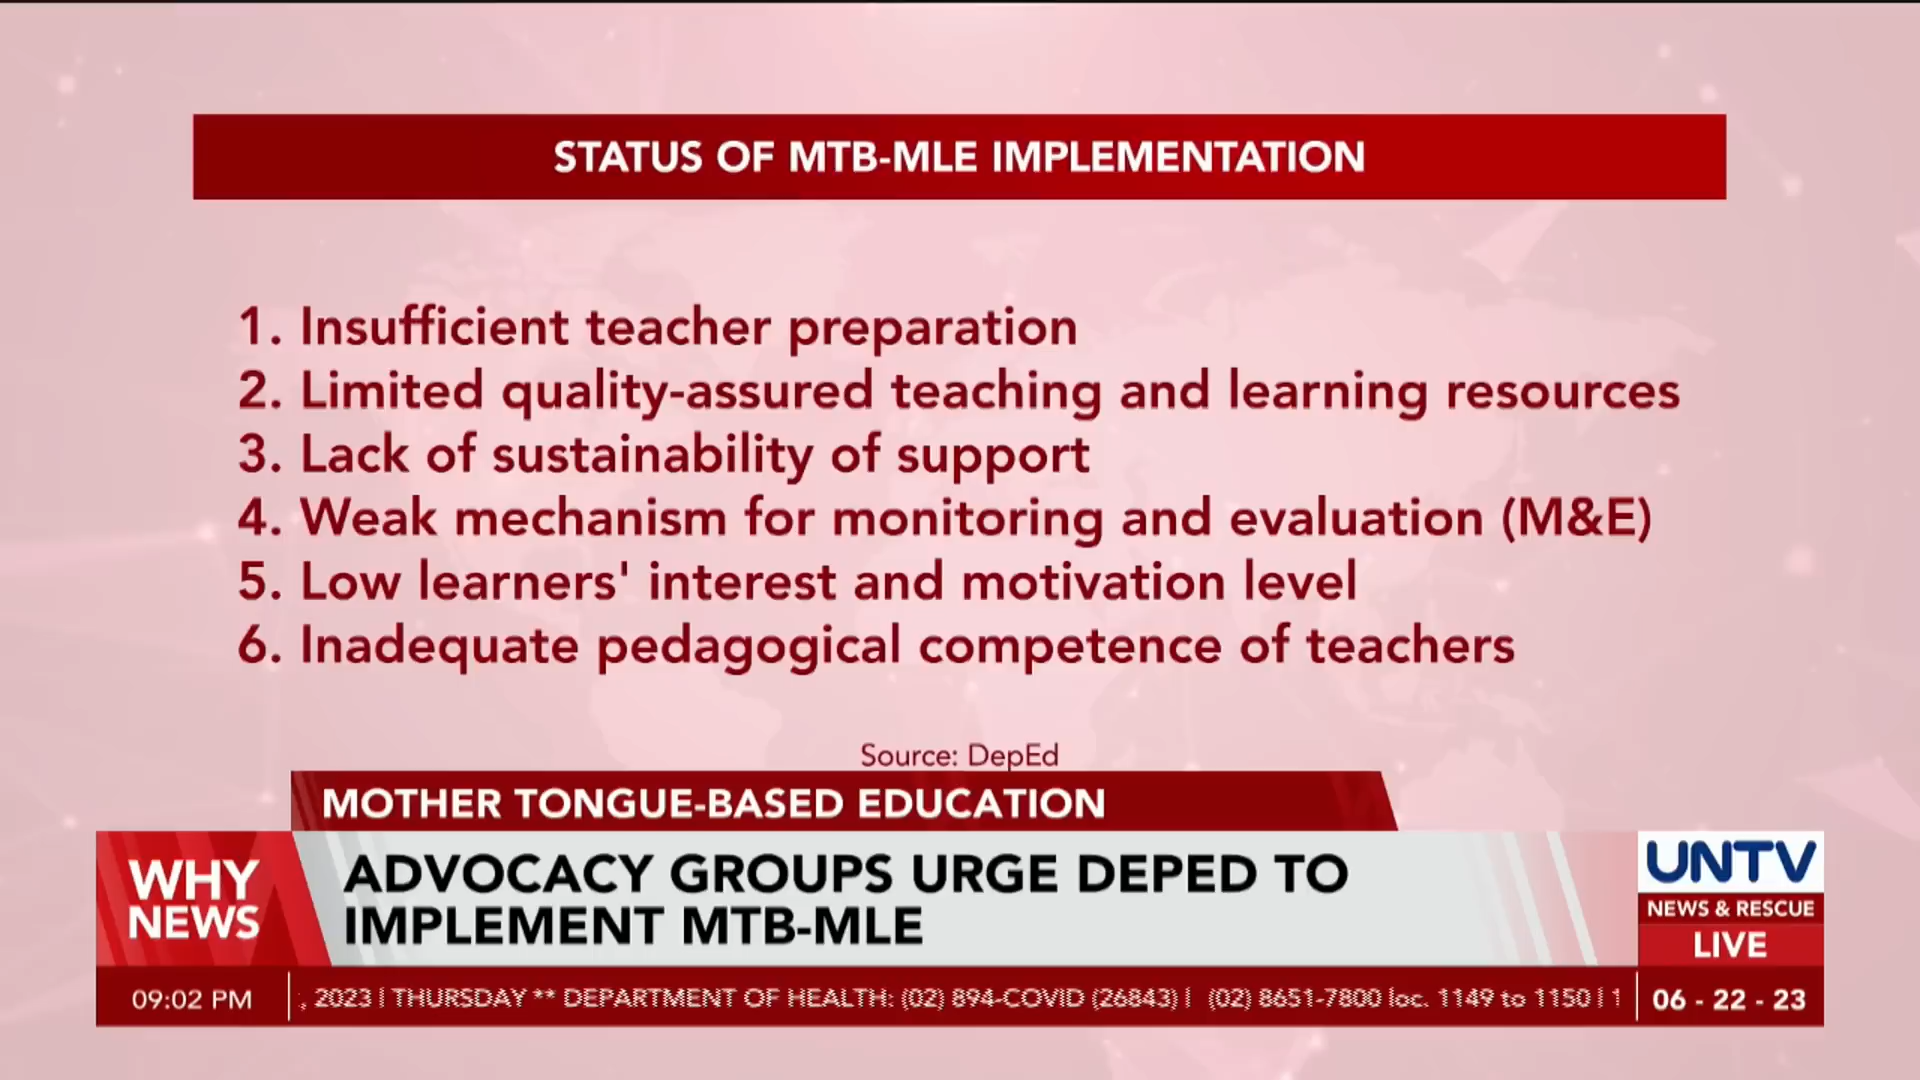 STATUS OF MTB-MLE IMPLEMENTATION
1. Insufficient teacher preparation
2. Limited quality-assured teaching and learning resources
3. Lack of sustainability of support
4. Weak mechanism for monitoring and evaluation (M&E)
5. Low learners' interest and motivation level
6. Inadequate pedagogical competence of teachers
Source: DepEd
MOTHER TONGUE-BASED EDUCATION
WHY
NEWS
ADVOCACY GROUPS URGE DEPED TO
IMPLEMENT MTB-MLE
UNTV
NEWS & RESCUE
LIVE
09:02 PM
, 2023 | THURSDAY ** DEPARTMENT OF HEALTH: (02) 894-COVID (26843) | (02) 8651-7800 loc. 1149 to 1150 | 1
06 - 22 - 23